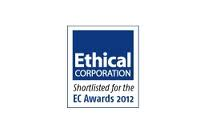 Ethical
CORPORATION
Shortlisted for the
EC Awards 2012